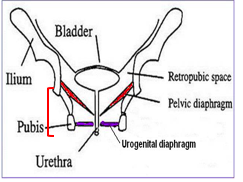 Bladder
Ilium
Retropubic space
Pelvic diaphragm
Pubis
Urogenital diaphragm
Urethra